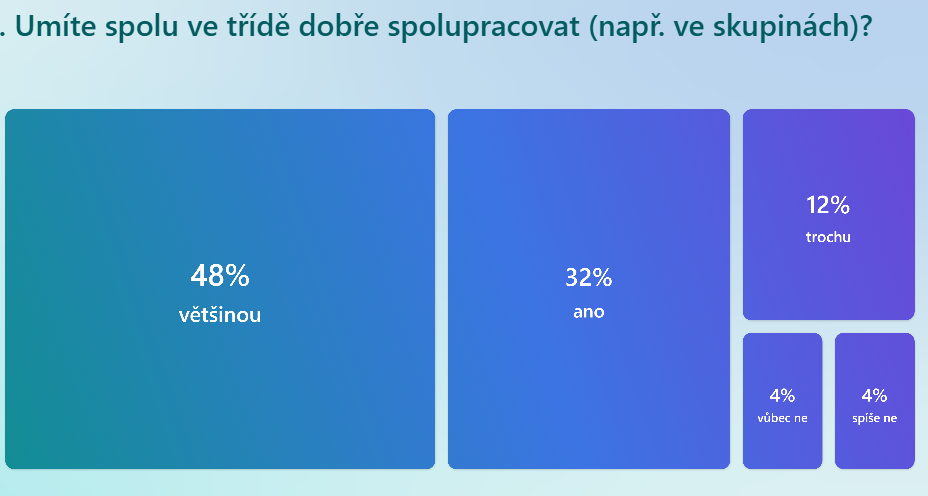 . Umíte spolu ve třídě dobře spolupracovat (např. ve skupinách)?
48%
většinou
32%
ano
12%
trochu
4%
vůbec ne
4%
spíše ne